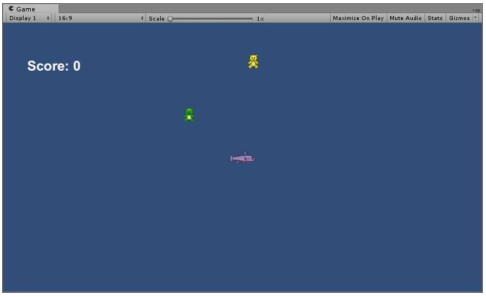 Game
Display 1 16:9 Scale 1x Maximize On Play Mute Audio Stats Gizmos
Score: 0